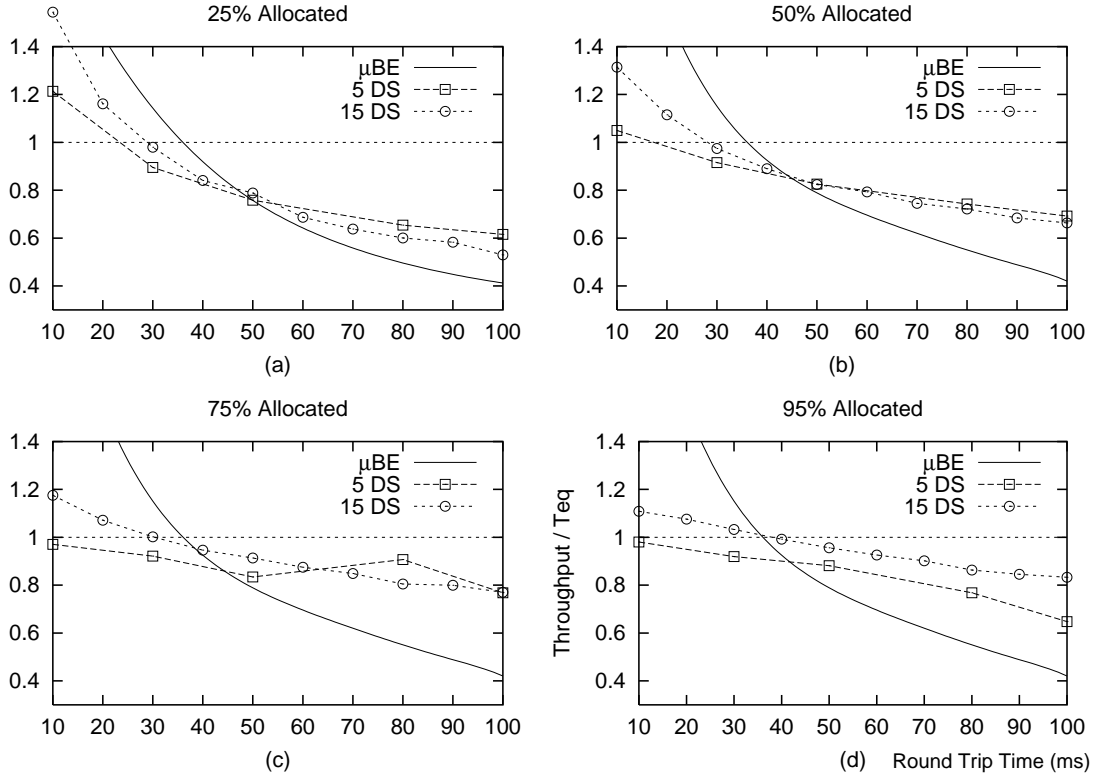 25% Allocated
1.4
1.2
1
0.8
0.6
0.4
μBE
5 DS
15 DS
10 20 30 40 50 60 70 80 90 100
(a)
50% Allocated
1.4
1.2
1
0.8
0.6
0.4
μBE
5 DS
15 DS
10 20 30 40 50 60 70 80 90 100
(b)
75% Allocated
1.4
1.2
1
0.8
0.6
0.4
μBE
5 DS
15 DS
10 20 30 40 50 60 70 80 90 100
(c)
95% Allocated
Throughput / Teq
1.4
1.2
1
0.8
0.6
0.4
μBE
5 DS
15 DS
10 20 30 40 50 60 70 80 90 100
(d) Round Trip Time (ms)